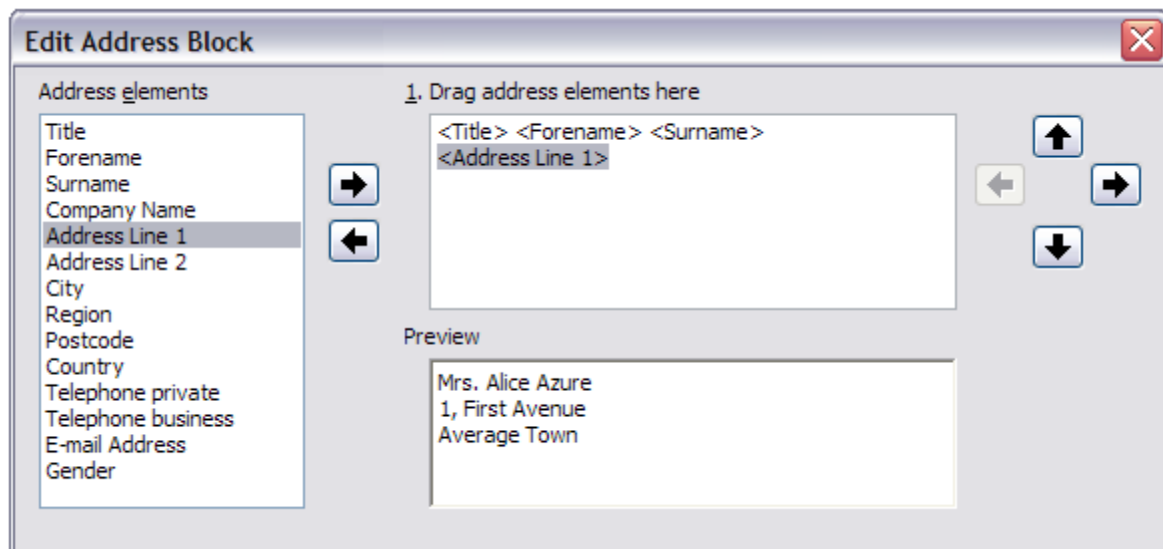 Edit Address Block
Address elements
Title
Forename
Surname
Company Name
Address Line 1
Address Line 2
City
Region
Postcode
Country
Telephone private
Telephone business
E-mail Address
Gender
1. Drag address elements here
<Title> <Forename> <Surname>
<Address Line 1>
Preview
Mrs. Alice Azure
1, First Avenue
Average Town